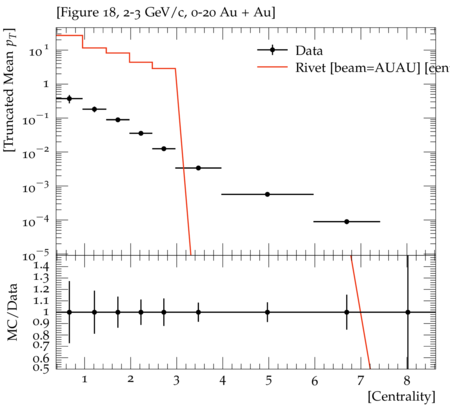 [Figure 18, 2-3 GeV/c, 0-20 Au + Au]
[Truncated Mean p_T]
10^1
1
10^-1
10^-2
10^-3
10^-4
10^-5
Data
Rivet [beam=AUAU] [cen
MC/Data
1.4
1.3
1.2
1.1
1
0.9
0.8
0.7
0.6
0.5
1 2 3 4 5 6 7 8
[Centrality]